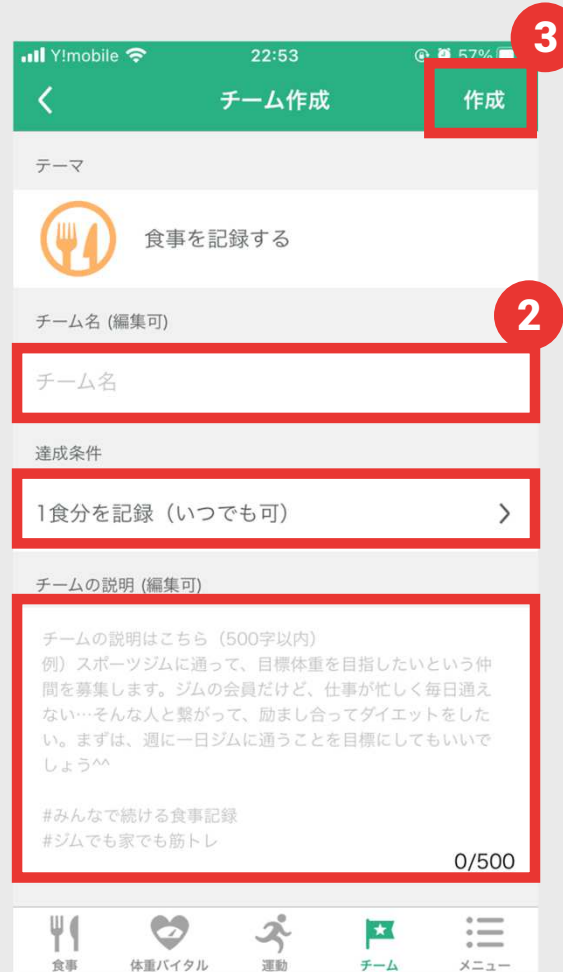 3
Y!mobile 22:53 57%
チーム作成 作成
テーマ
食事を記録する
チーム名 (編集可)
2
チーム名
達成条件
1食分を記録（いつでも可）
チームの説明 (編集可)
チームの説明はこちら（500字以内）
例）スポーツジムに通って、目標体重を目指したいという仲
間を募集します。ジムの会員だけど、仕事が忙しく毎日通え
ない…そんな人と繋がって、励まし合ってダイエットをした
い。まずは、週に一日ジムに通うことを目標にしてもいいで
しょう^^
#みんなで続ける食事記録
#ジムでも家でも筋トレ
0/500
食事 体重バイタル 運動 チーム メニュー